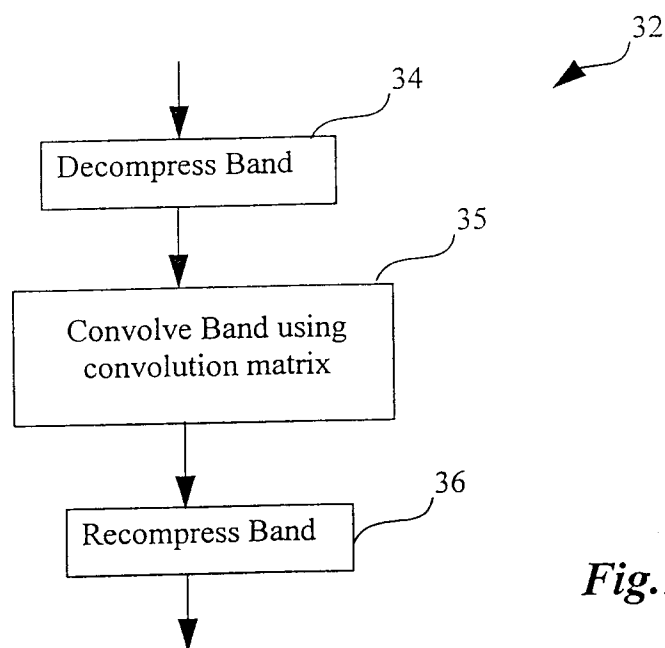 32
34
Decompress Band
35
Convolve Band using
convolution matrix
36
Recompress Band
Fig.